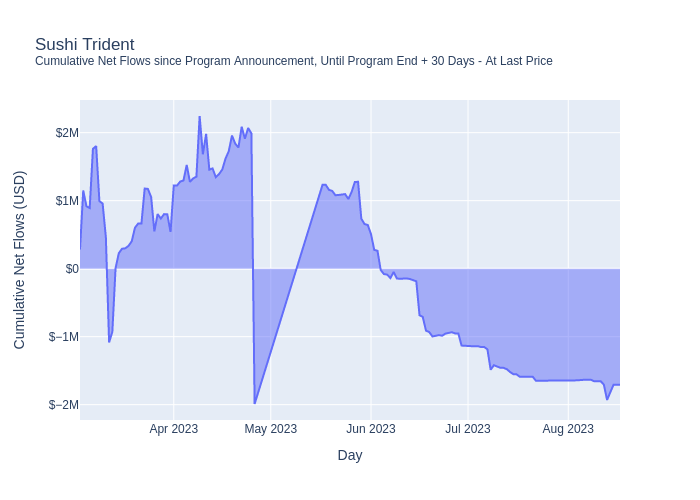 Sushi Trident
Cumulative Net Flows since Program Announcement, Until Program End + 30 Days - At Last Price
$2M
$1M
$0
$−1M
$−2M
Cumulative Net Flows (USD)
Apr 2023
May 2023
Jun 2023
Jul 2023
Aug 2023
Day